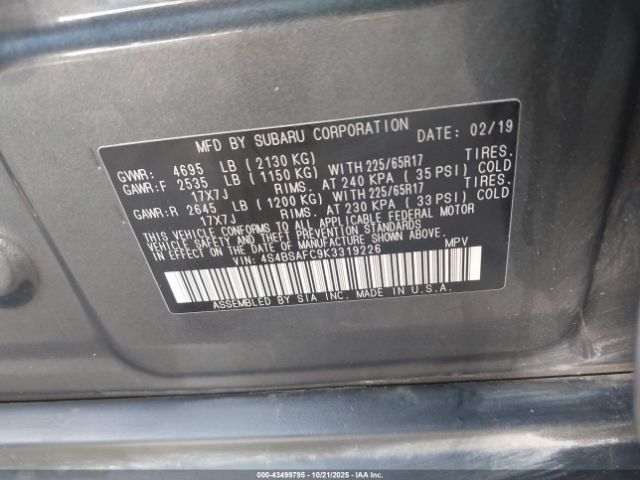 MFD BY SUBARU CORPORATION DATE: 02/19
GVWR: 4695 LB (2130 KG)
GAWR:F 2535 LB (1150 KG) WITH 225/65R17 TIRES.
17X7J RIMS. AT 240 KPA (35 PSI) COLD
GAWR:R 2645 LB (1200 KG) WITH 225/65R17 TIRES.
17X7J RIMS. AT 230 KPA (33 PSI) COLD
THIS VEHICLE CONFORMS TO ALL APPLICABLE FEDERAL MOTOR
VEHICLE SAFETY AND THEFT PREVENTION STANDARDS
IN EFFECT ON THE DATE OF MANUFACTURE SHOWN ABOVE.
VIN: 4S4BSAFC9K3319226 MPV
ASSEMBLED BY SIA INC. MADE IN U.S.A.
00-43499795 - 10/21/2025 - © IAA Holdings, LLC